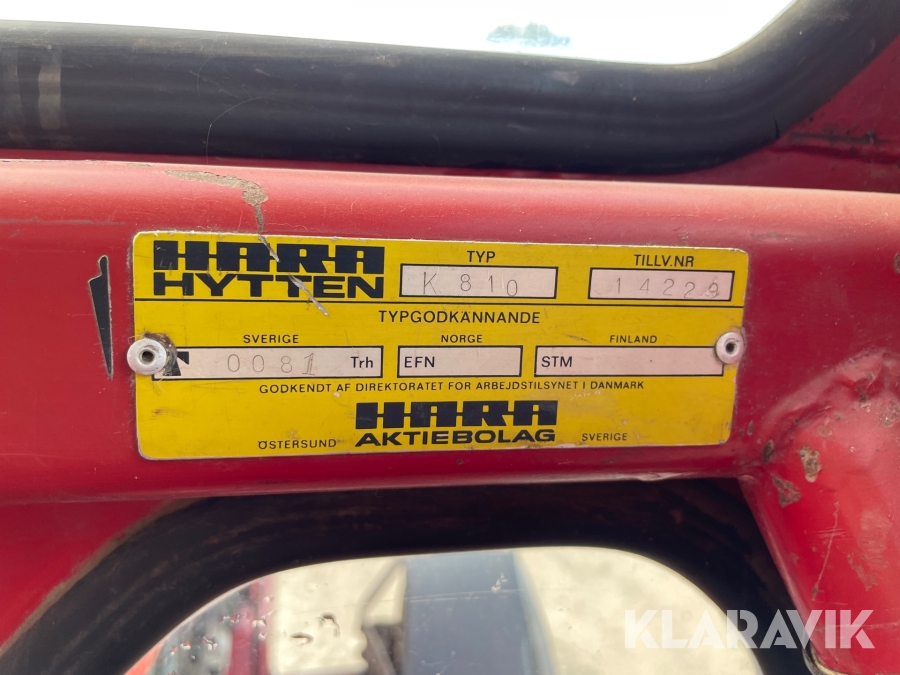 HARA
HYTTEN
TYP
K 810
TILLV.NR
14229
TYPGODKÄNNANDE
SVERIGE
0081 Trh
NORGE
EFN
FINLAND
STM
GODKENDT AF DIREKTORATET FOR ARBEJDSTILSYNET I DANMARK
HARA
ÖSTERSUND AKTIEBOLAG SVERIGE
KLARAVIK